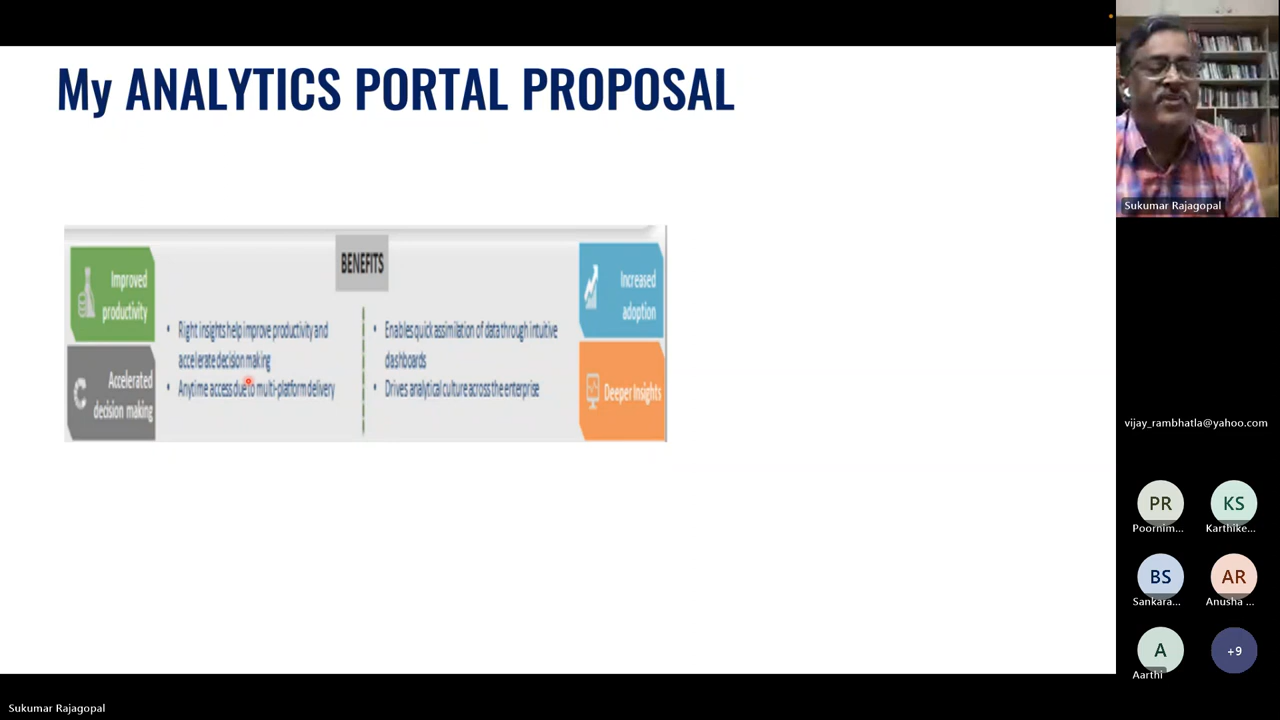 My ANALYTICS PORTAL PROPOSAL
BENEFITS
Improved
productivity
Accelerated
decision making
• Right insights help improve productivity and
accelerate decision making
• Anytime access due to multi-platform delivery
• Enables quick assimilation of data through intuitive
dashboards
• Drives analytical culture across the enterprise
Increased
adoption
Deeper Insights
Sukumar Rajagopal
vijay_rambhatla@yahoo.com
PR
Poornim...
KS
Karthike...
BS
Sankara...
AR
Anusha ...
A
Aarthi
+9
Sukumar Rajagopal